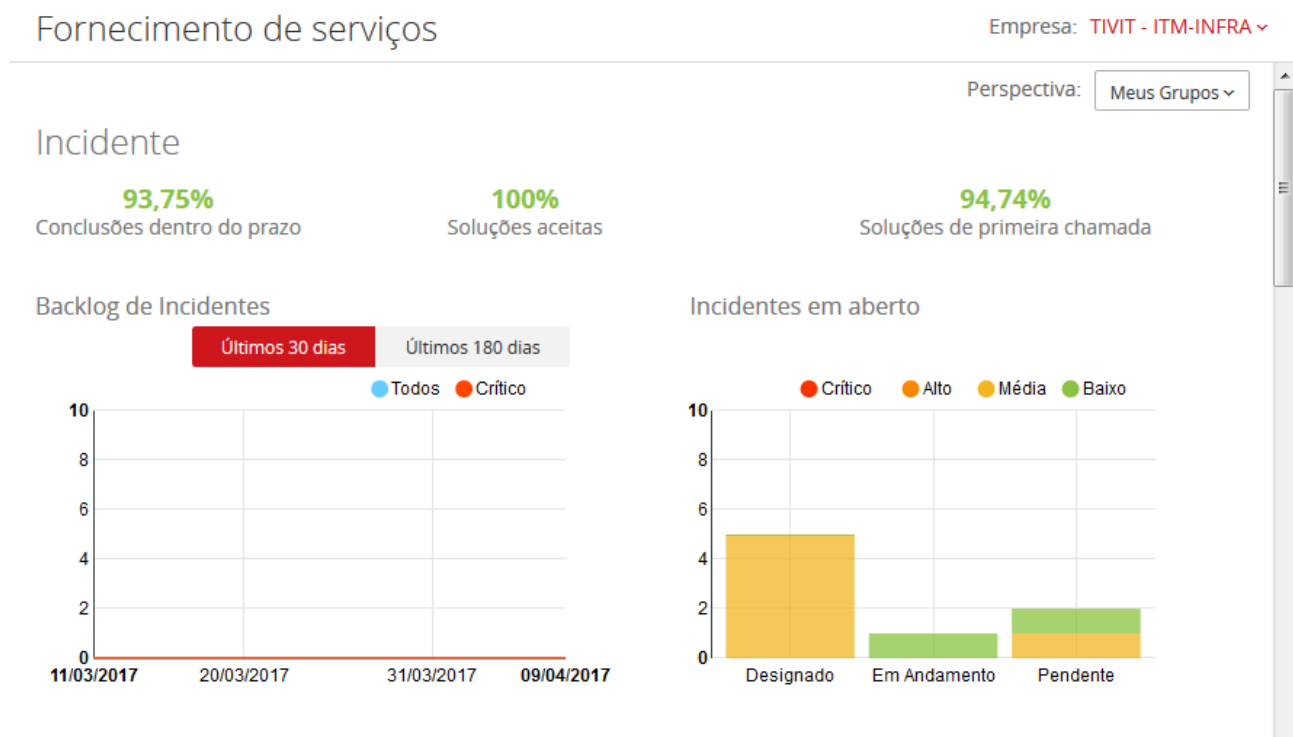 Fornecimento de serviços
Empresa: TIVIT - ITM-INFRA
Perspectiva: Meus Grupos
Incidente
93,75%
Conclusões dentro do prazo
100%
Soluções aceitas
94,74%
Soluções de primeira chamada
Backlog de Incidentes
Últimos 30 dias Últimos 180 dias
Todos Crítico
10
8
6
4
2
0
11/03/2017 20/03/2017 31/03/2017 09/04/2017
Incidentes em aberto
Crítico Alto Média Baixo
10
8
6
4
2
0
Designado Em Andamento Pendente